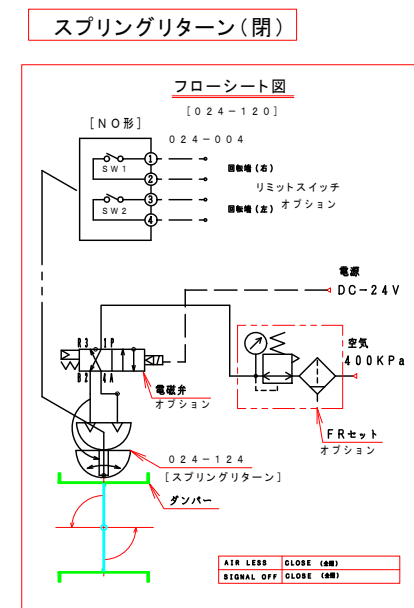 スプリングリターン(閉)
フローシート図
[024-120]
[NO形]
024-004
SW1
SW2
1
2
3
4
回転端(右)
リミットスイッチ
オプション
回転端(左)
電源
DC-24V
空気
400KPa
R3 1P
B2 4A
電磁弁
オプション
FRセット
オプション
024-124
[スプリングリターン]
ダンパー
AIR LESS CLOSE (全閉)
SIGNAL OFF CLOSE (全閉)